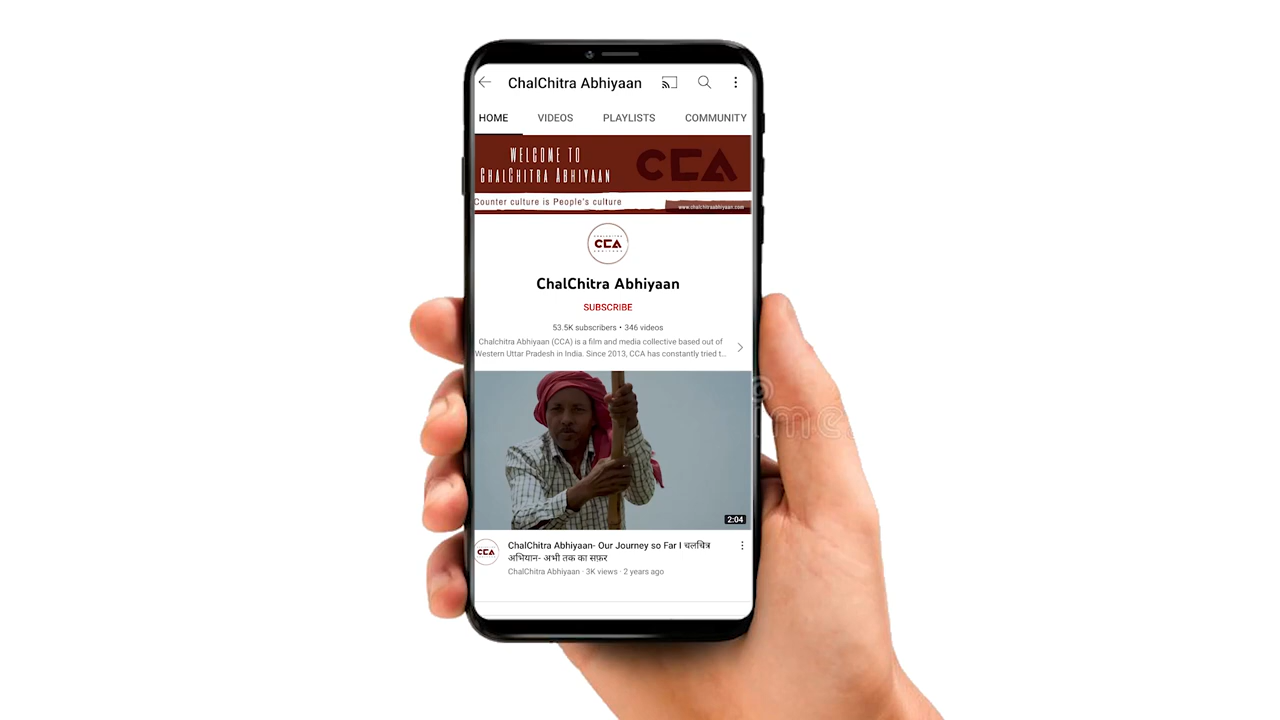 ChalChitra Abhiyaan
HOME VIDEOS PLAYLISTS COMMUNITY
WELCOME TO
CHALCHITRA ABHIYAAN
CCA
Counter culture is People's culture
www.chalchitraabhiyaan.com
CCA
ChalChitra Abhiyaan
SUBSCRIBE
53.5K subscribers • 346 videos
Chalchitra Abhiyaan (CCA) is a film and media collective based out of
Western Uttar Pradesh in India. Since 2013, CCA has constantly tried t...
2:04
CCA
ChalChitra Abhiyaan- Our Journey so Far I चलचित्र
अभियान- अभी तक का सफ़र
ChalChitra Abhiyaan · 3K views · 2 years ago